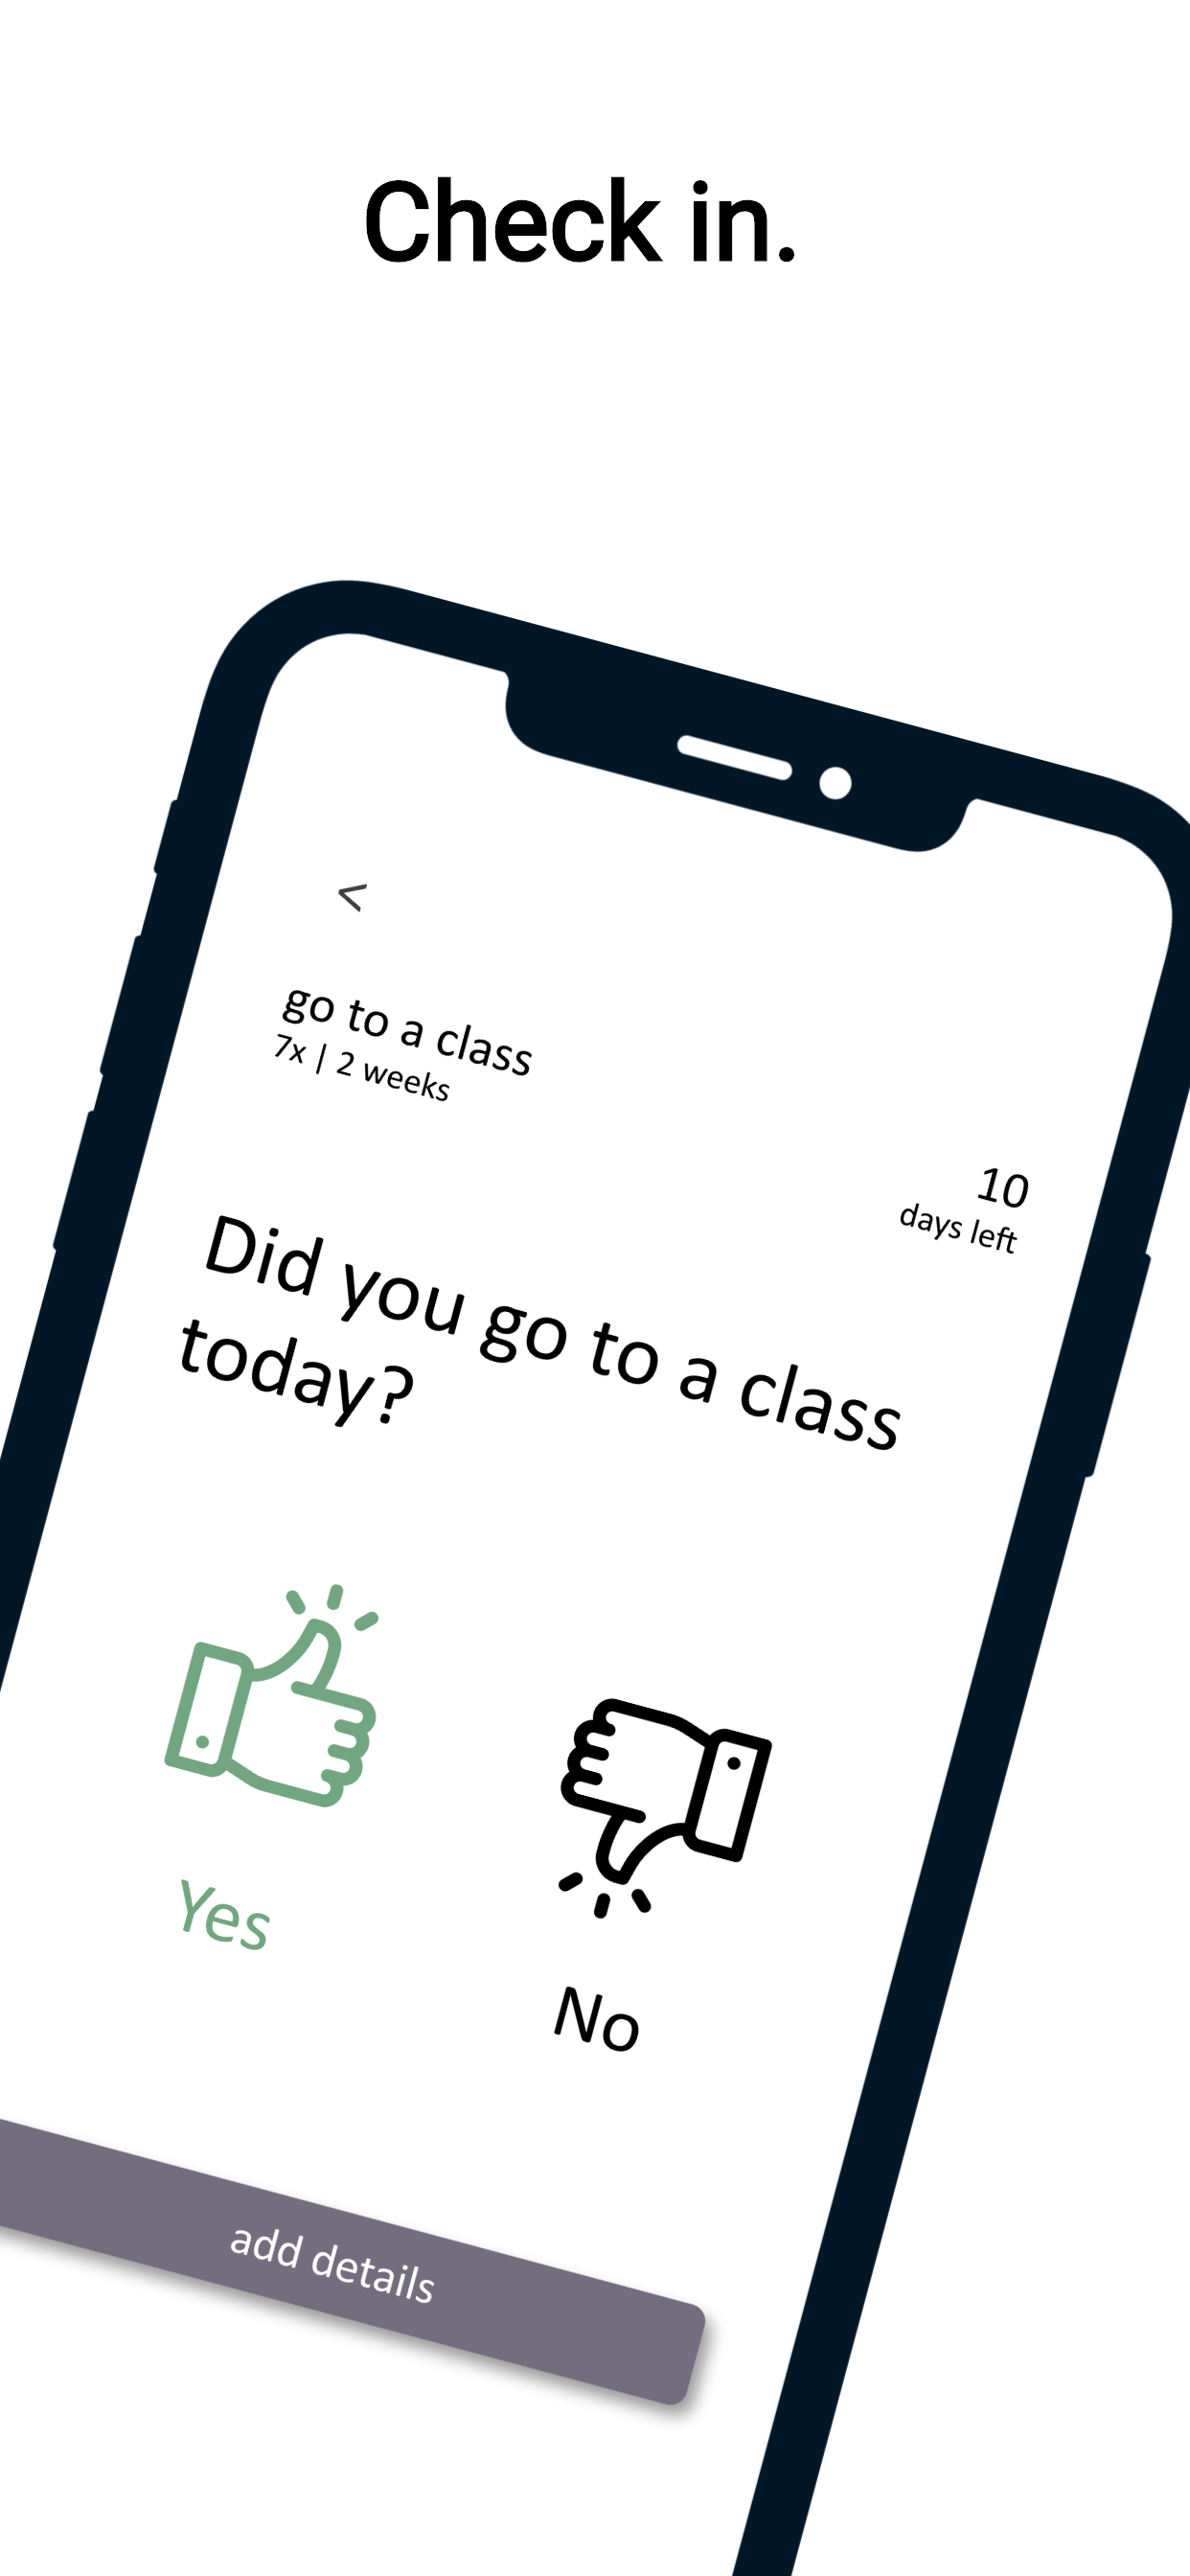 Check in.
<
go to a class
7x | 2 weeks
10
days left
Did you go to a class
today?
Yes
No
add details